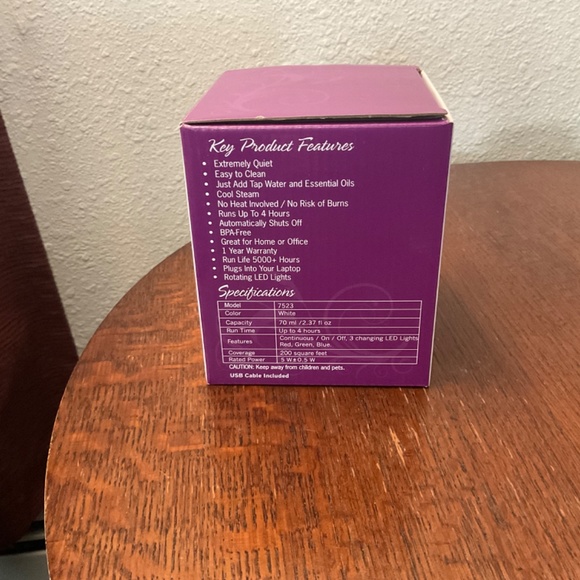 Key Product Features
• Extremely Quiet
• Easy to Clean
• Just Add Tap Water and Essential Oils
• Cool Steam
• No Heat Involved / No Risk of Burns
• Runs Up To 4 Hours
• Automatically Shuts Off
• BPA-Free
• Great for Home or Office
• 1 Year Warranty
• Run Life 5000+ Hours
• Plugs Into Your Laptop
• Rotating LED Lights
Specifications
Model 7523
Color White
Capacity 70 ml /2.37 fl oz
Run Time Up to 4 hours
Features Continuous / On / Off, 3 changing LED Lights
Red, Green, Blue.
Coverage 200 square feet
Rated Power 5 W±0.5 W
CAUTION: Keep away from children and pets.
USB Cable Included